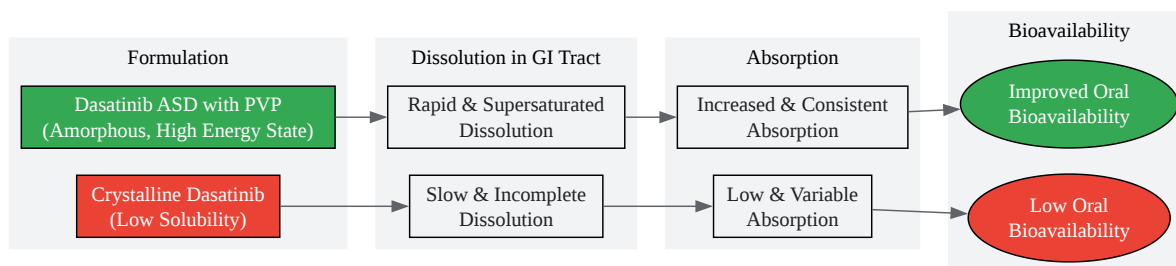 Formulation
Dasatinib ASD with PVP
(Amorphous, High Energy State)
Crystalline Dasatinib
(Low Solubility)
Dissolution in GI Tract
Rapid & Supersaturated
Dissolution
Slow & Incomplete
Dissolution
Absorption
Increased & Consistent
Absorption
Low & Variable
Absorption
Bioavailability
Improved Oral
Bioavailability
Low Oral
Bioavailability